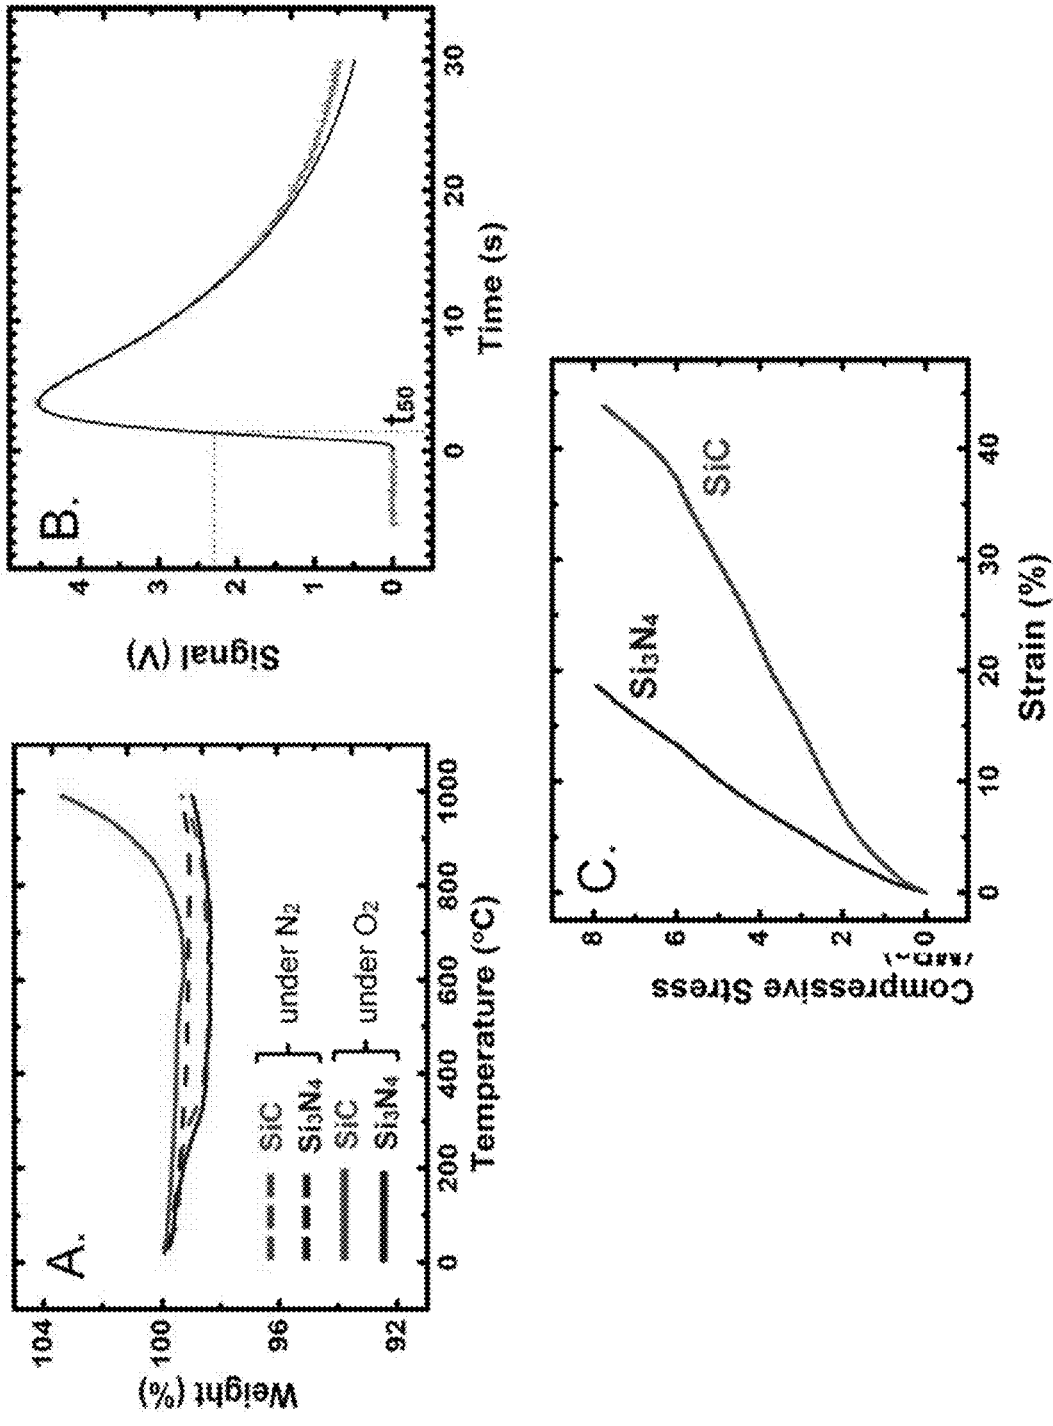 A.
104
100
96
92
Weight (%)
0 200 400 600 800 1000
Temperature (°C)
SiC
Si₃N₄
under N₂
SiC
Si₃N₄
under O₂
B.
4
3
2
1
0
Signal (V)
t₅₀
0 10 20 30
Time (s)
C.
8
6
4
2
0
Compressive Stress
Si₃N₄
SiC
0 10 20 30 40
Strain (%)